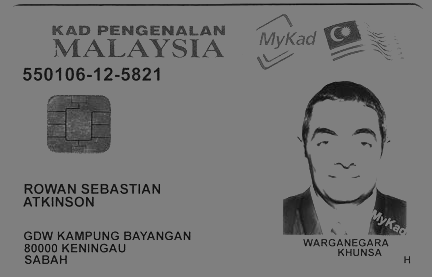 KAD PENGENALAN
MALAYSIA
MyKad
550106-12-5821
ROWAN SEBASTIAN
ATKINSON
GDW KAMPUNG BAYANGAN
80000 KENINGAU
SABAH
MyKad
WARGANEGARA
KHUNSA
H